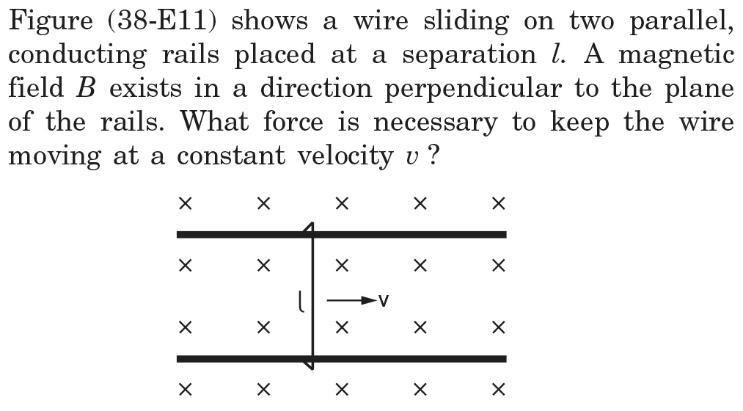 Figure (38-E11) shows a wire sliding on two parallel,
conducting rails placed at a separation l. A magnetic
field B exists in a direction perpendicular to the plane
of the rails. What force is necessary to keep the wire
moving at a constant velocity v ?
× × × × ×
× × × × ×
l v
× × × × ×
× × × × ×